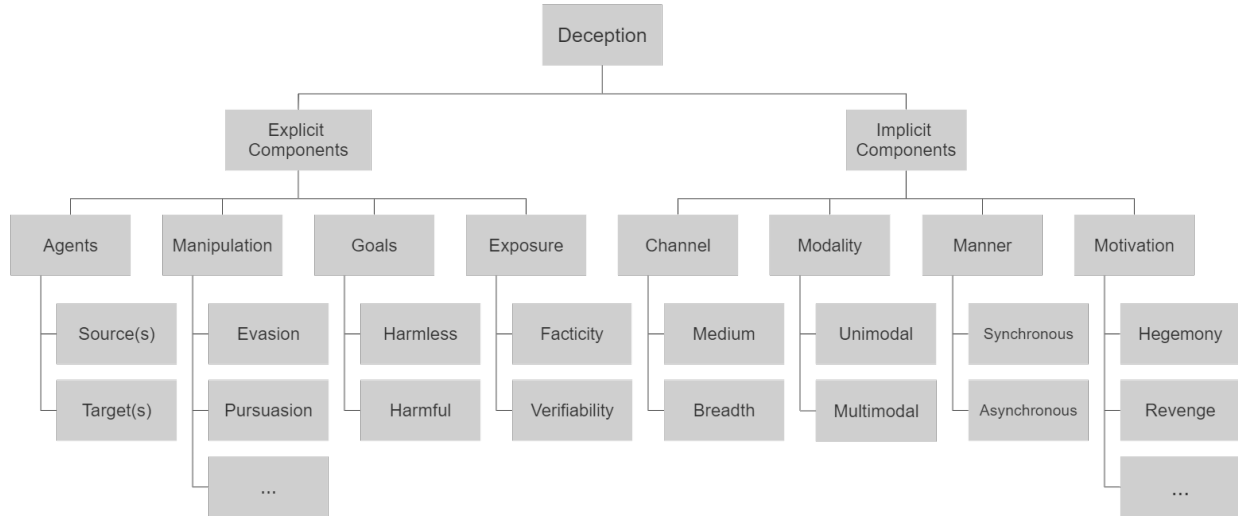 Deception
Explicit
Components
Implicit
Components
Agents
Manipulation
Goals
Exposure
Channel
Modality
Manner
Motivation
Source(s)
Evasion
Harmless
Facticity
Medium
Unimodal
Synchronous
Hegemony
Target(s)
Pursuasion
Harmful
Verifiability
Breadth
Multimodal
Asynchronous
Revenge
...
...